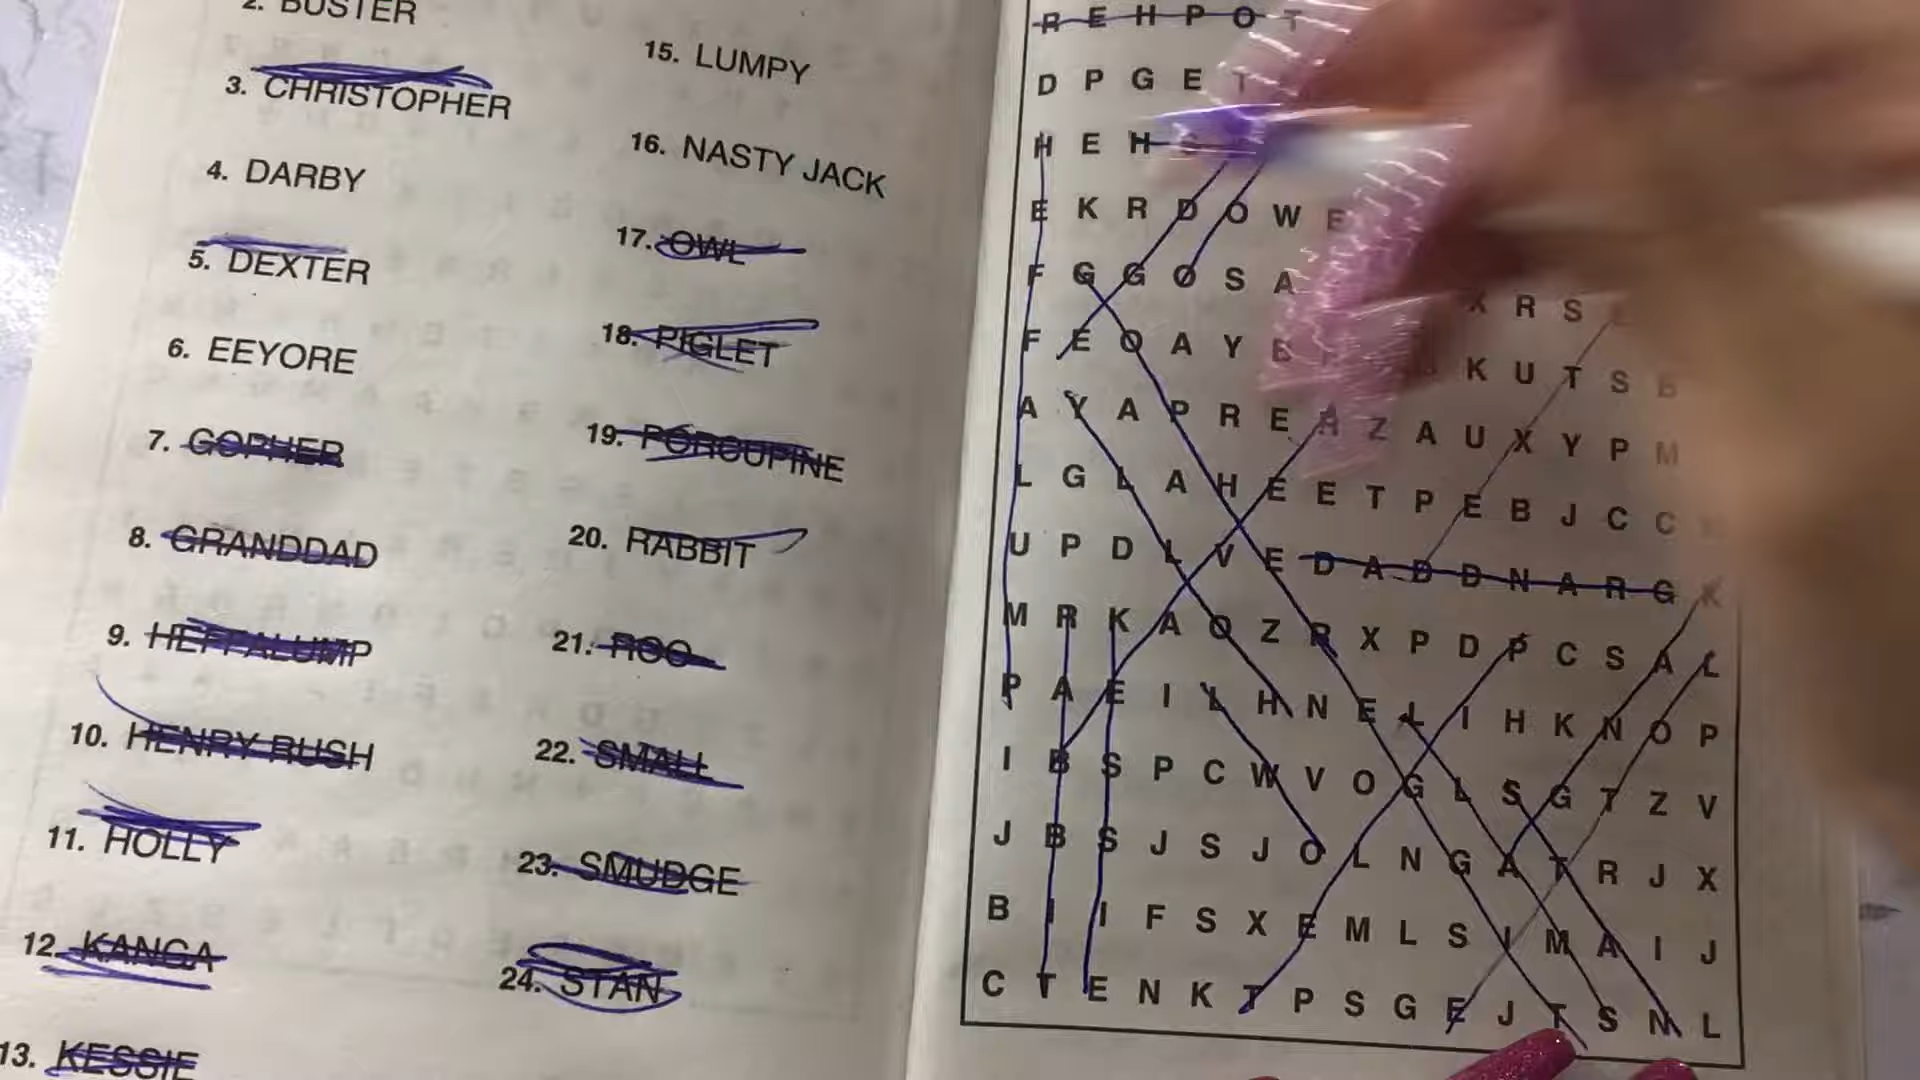 2. BUSTER
3. CHRISTOPHER
4. DARBY
5. DEXTER
6. EEYORE
7. GOPHER
8. GRANDDAD
9. HEFFALUMP
10. HENRY RUSH
11. HOLLY
12. KANGA
13. KESSIE
15. LUMPY
16. NASTY JACK
17. OWL
18. PIGLET
19. PORCUPINE
20. RABBIT
21. ROO
22. SMALL
23. SMUDGE
24. STAN
R E H P O T
D P G E T
H E H S
E K R D O W E
F G G O S A X R S
F E O A Y B K U T S B
A Y A P R E R Z A U X Y P M
L G L A H E E T P E B J C C
U P D L V E D A D D N A R G K
M R K A O Z R X P D P C S A L
P A E I L H N E L I H K N O P
I B S P C W V O G L S G T Z V
J B S J S J O L N G A T R J X
B I I F S X E M L S I M A I J
C T E N K T P S G E J T S N L